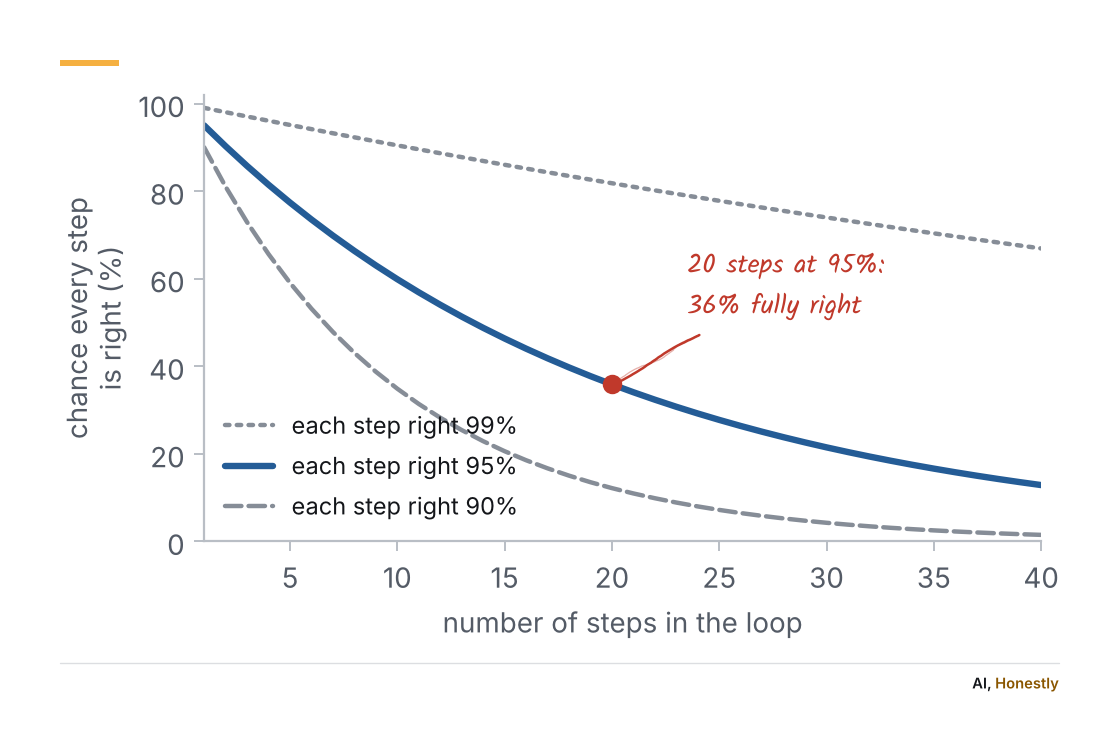 100
80
60
40
20
0
chance every step
is right (%)
20 steps at 95%:
36% fully right
each step right 99%
each step right 95%
each step right 90%
5 10 15 20 25 30 35 40
number of steps in the loop
AI, Honestly